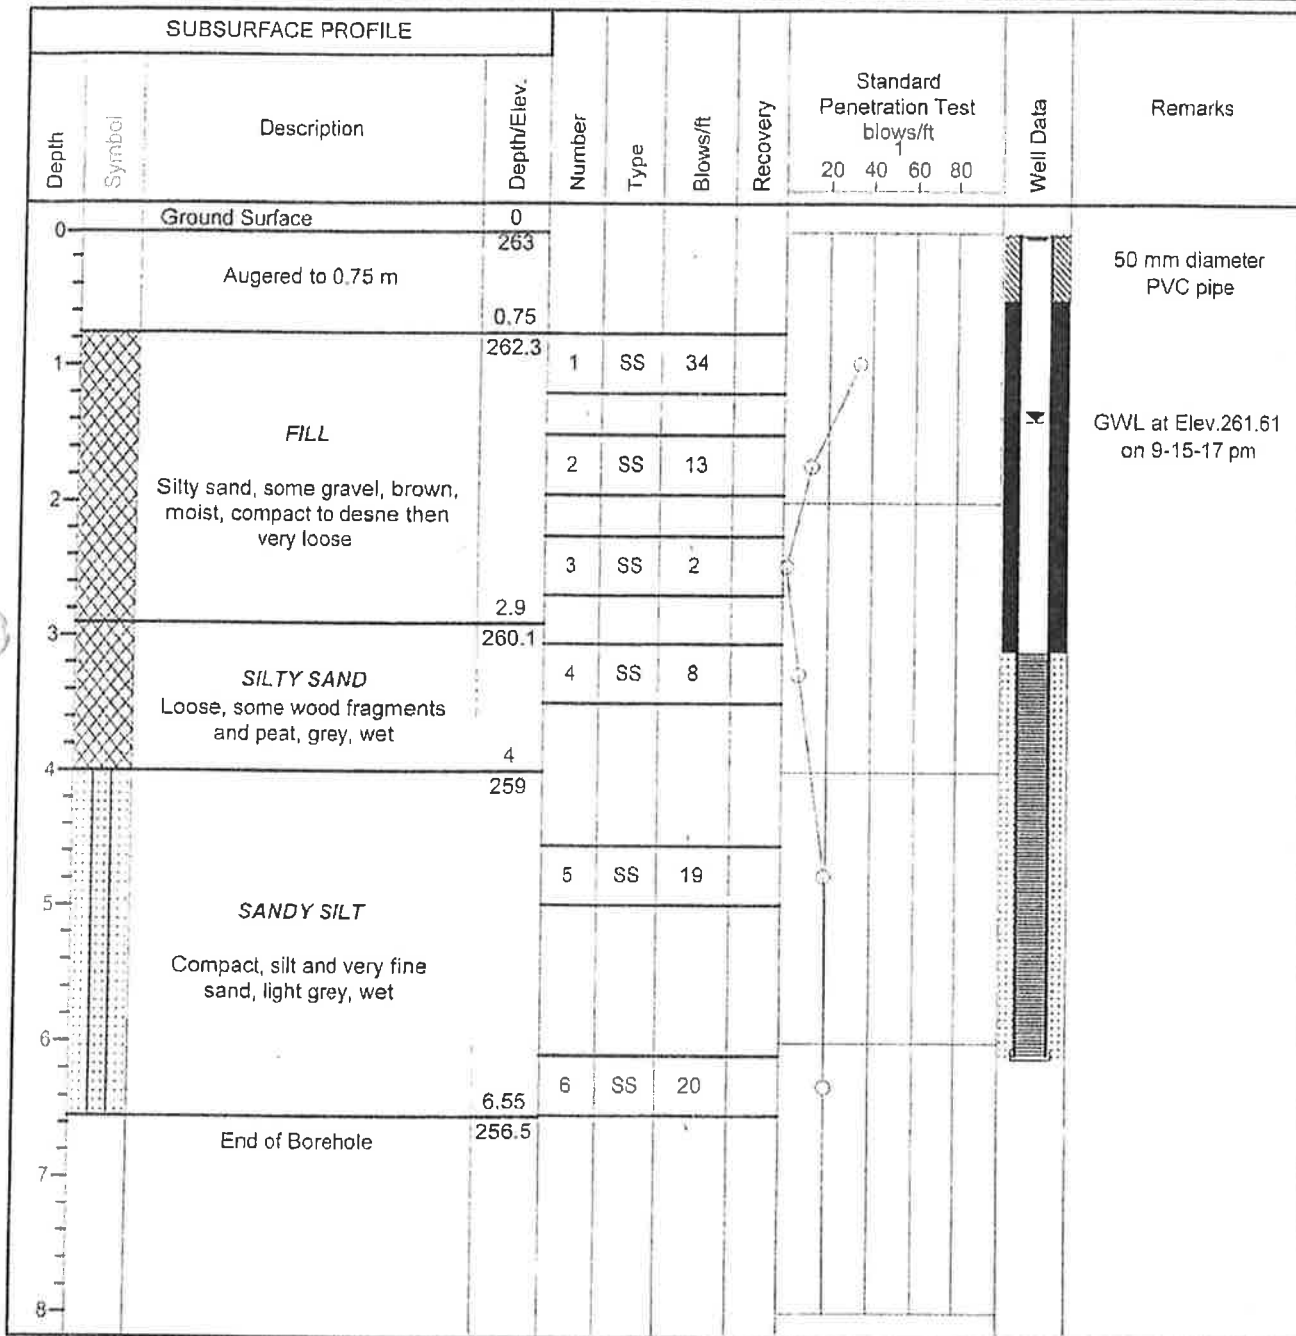 SUBSURFACE PROFILE
Depth
Symbol
Description
Depth/Elev.
Number
Type
Blows/ft
Recovery
Standard
Penetration Test
blows/ft
1
20 40 60 80
Well Data
Remarks
Ground Surface 0
0
263
Augered to 0.75 m
50 mm diameter
PVC pipe
0.75
262.3
1
1 SS 34
FILL
GWL at Elev.261.61
on 9-15-17 pm
2 SS 13
Silty sand, some gravel, brown,
2
moist, compact to desne then
very loose
3 SS 2
2.9
3
260.1
SILTY SAND
4 SS 8
Loose, some wood fragments
and peat, grey, wet
4
4
259
5 SS 19
5
SANDY SILT
Compact, silt and very fine
sand, light grey, wet
6
6 SS 20
6.55
256.5
End of Borehole
7
8